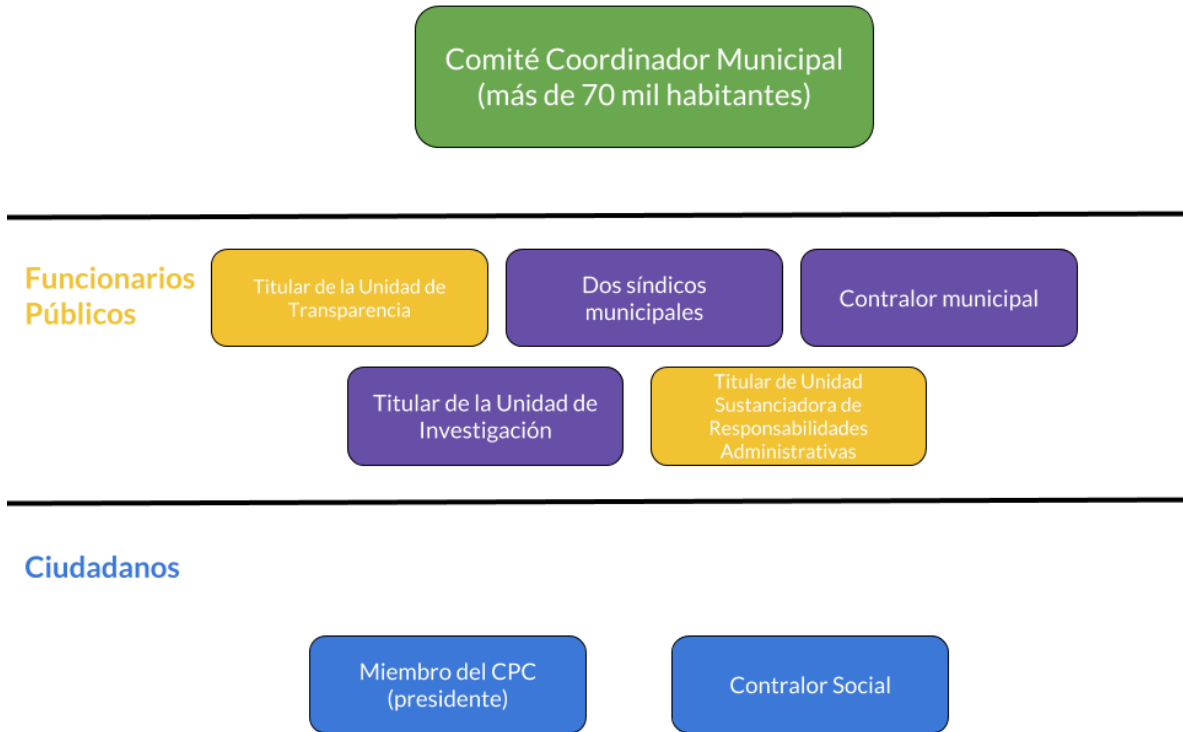 Comité Coordinador Municipal
(más de 70 mil habitantes)
Funcionarios
Públicos
Titular de la Unidad de
Transparencia
Dos síndicos
municipales
Contralor municipal
Titular de la Unidad de
Investigación
Titular de Unidad
Sustanciadora de
Responsabilidades
Administrativas
Ciudadanos
Miembro del CPC
(presidente)
Contralor Social